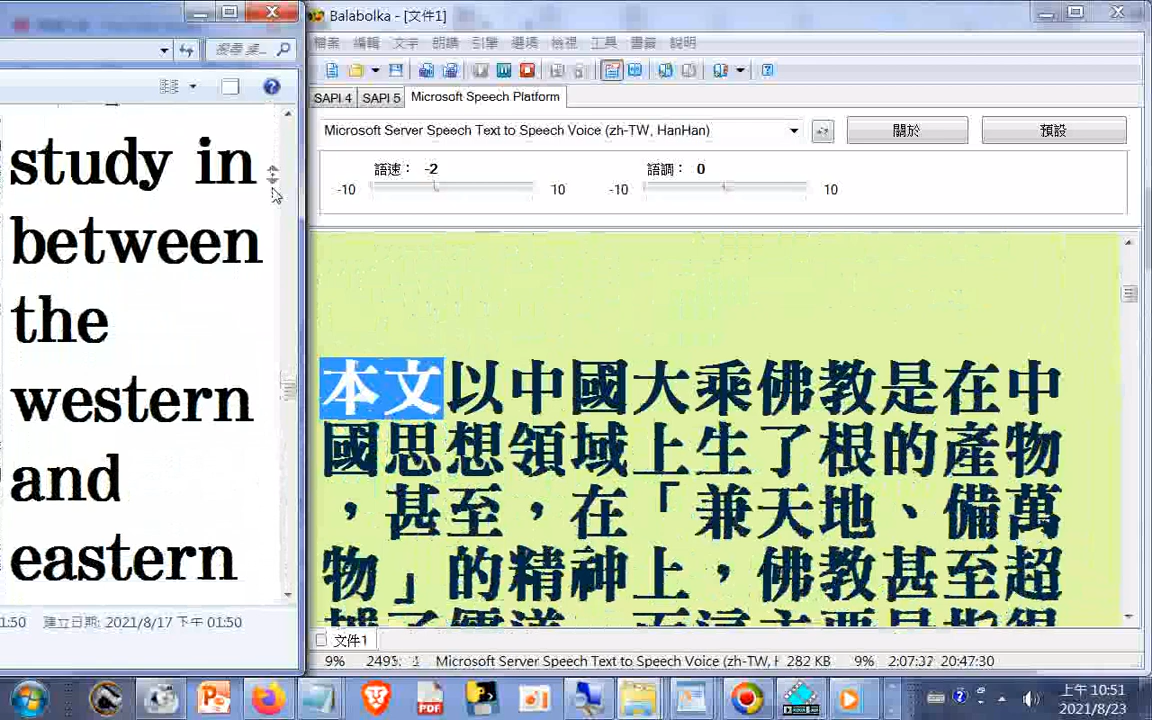 study in
between
the
western
and
eastern
1:50 建立日期: 2021/8/17 下午 01:50
Balabolka - [文件1]
檔案 編輯 文字 朗讀 引擎 選項 檢視 工具 書籤 說明
SAPI 4 SAPI 5 Microsoft Speech Platform
Microsoft Server Speech Text to Speech Voice (zh-TW, HanHan)
關於
預設
語速： -2
語調： 0
-10 10 -10 10
本文以中國大乘佛教是在中
國思想領域上生了根的產物
，甚至，在「兼天地、備萬
物」的精神上，佛教甚至超
文件1
9% Microsoft Server Speech Text to Speech Voice (zh-TW, H 282 KB 9% 2:07:37 20:47:30
PDF
上午 10:51
2021/8/23